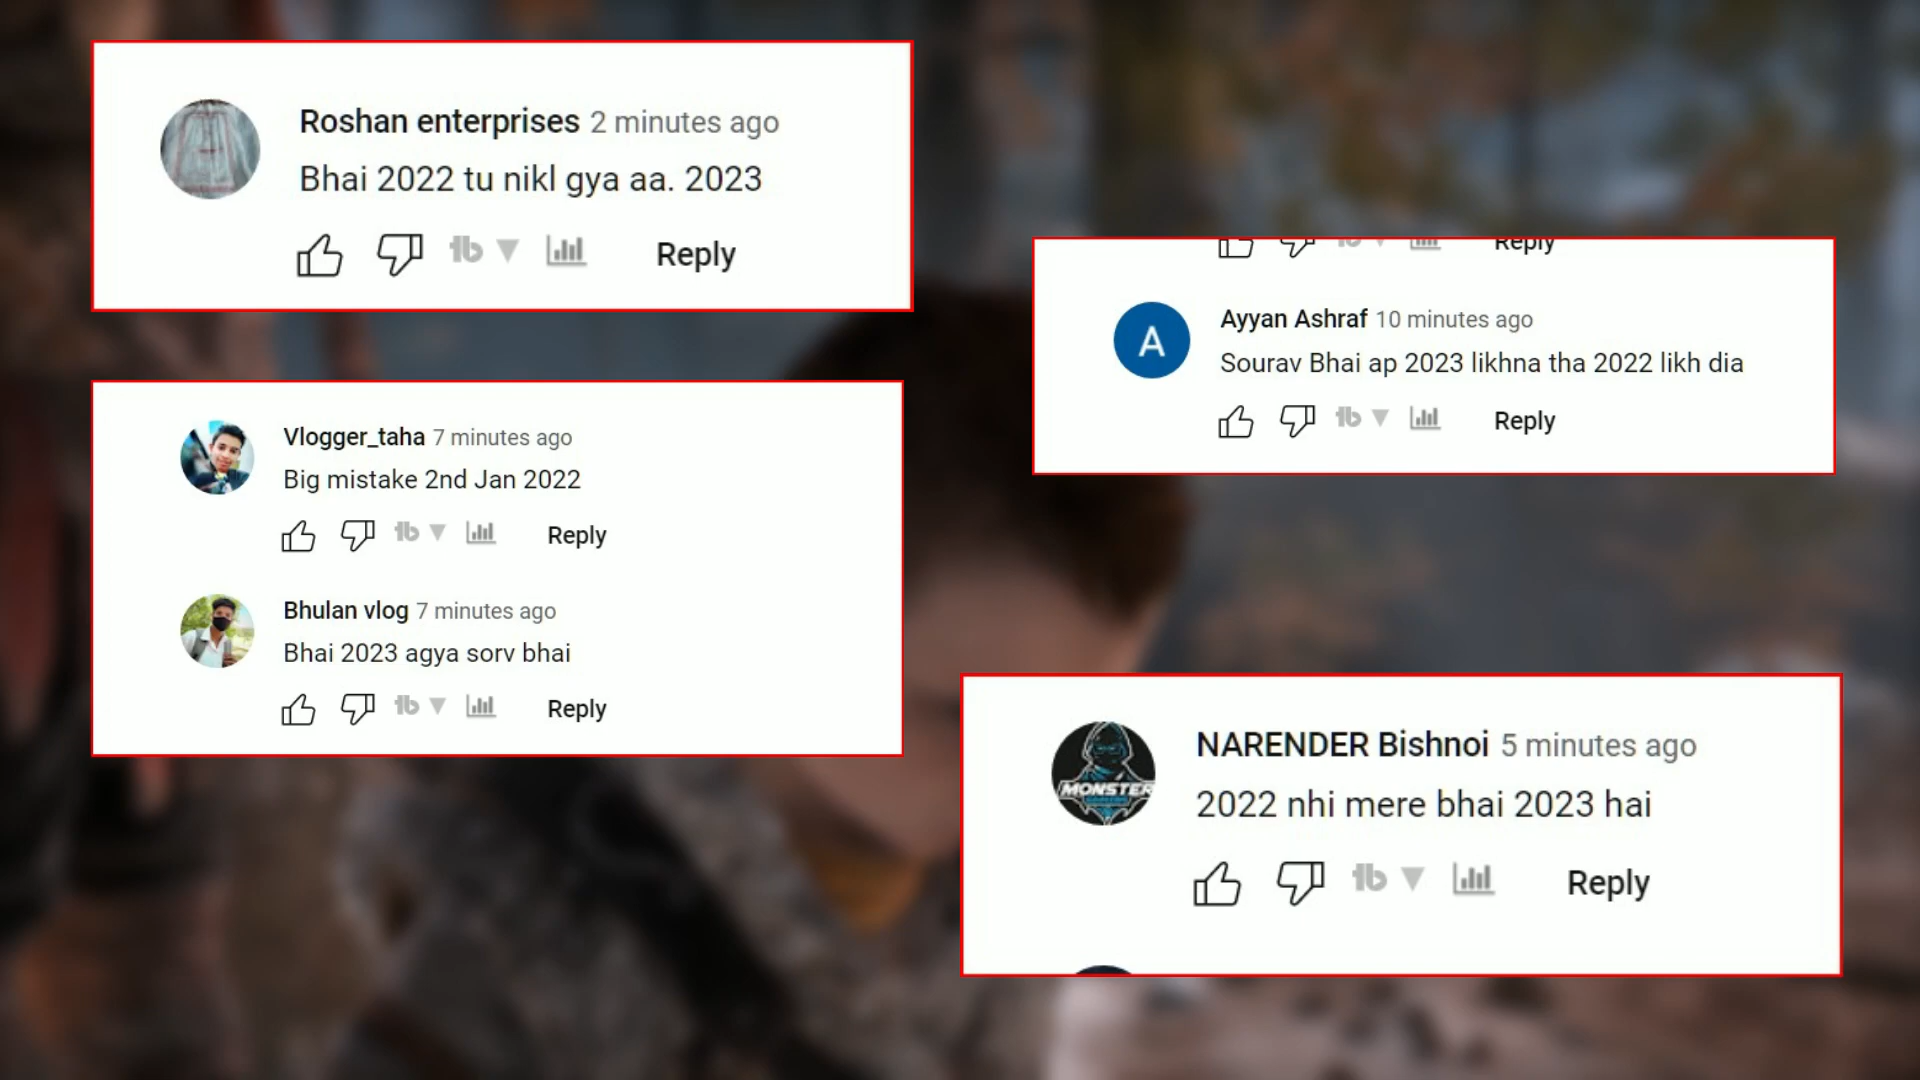 Roshan enterprises 2 minutes ago
Bhai 2022 tu nikl gya aa. 2023
Reply
Vlogger_taha 7 minutes ago
Big mistake 2nd Jan 2022
Reply
Bhulan vlog 7 minutes ago
Bhai 2023 agya sorv bhai
Reply
Reply
A
Ayyan Ashraf 10 minutes ago
Sourav Bhai ap 2023 likhna tha 2022 likh dia
Reply
MONSTER
NARENDER Bishnoi 5 minutes ago
2022 nhi mere bhai 2023 hai
Reply